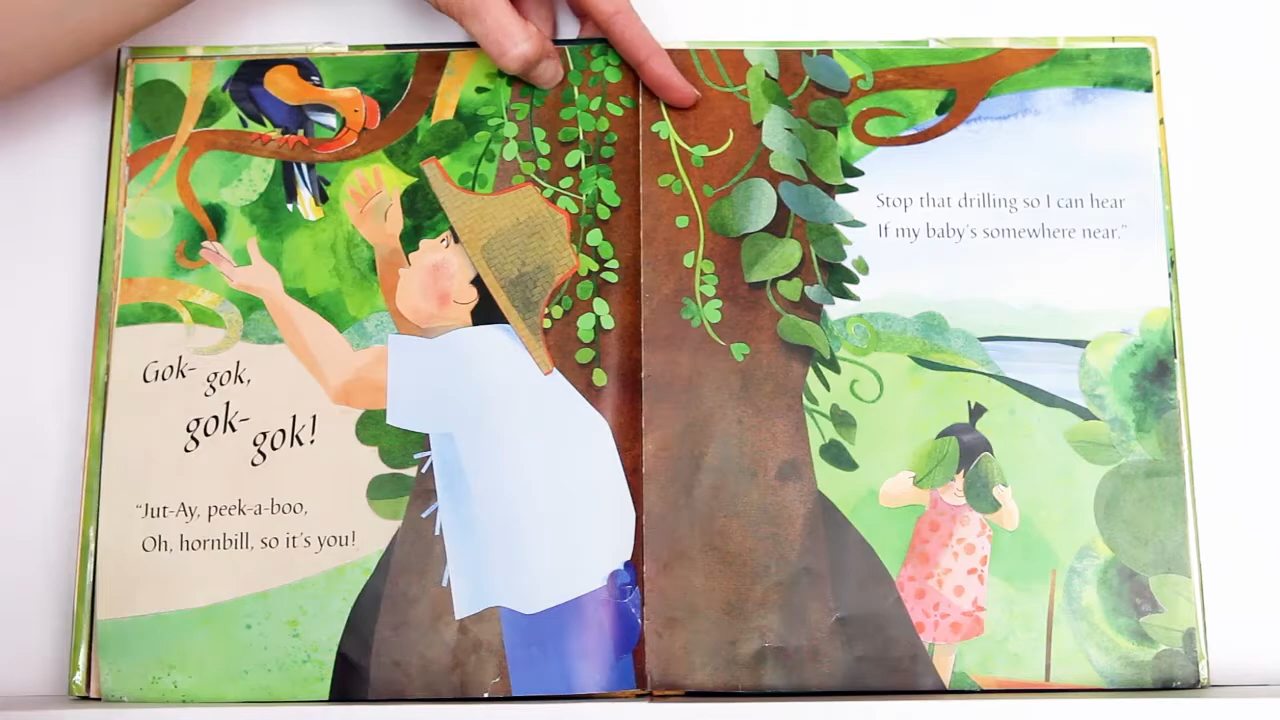 Gok- gok,
gok- gok!
“Jut-Ay, peek-a-boo,
Oh, hornbill, so it’s you!
Stop that drilling so I can hear
If my baby’s somewhere near.”